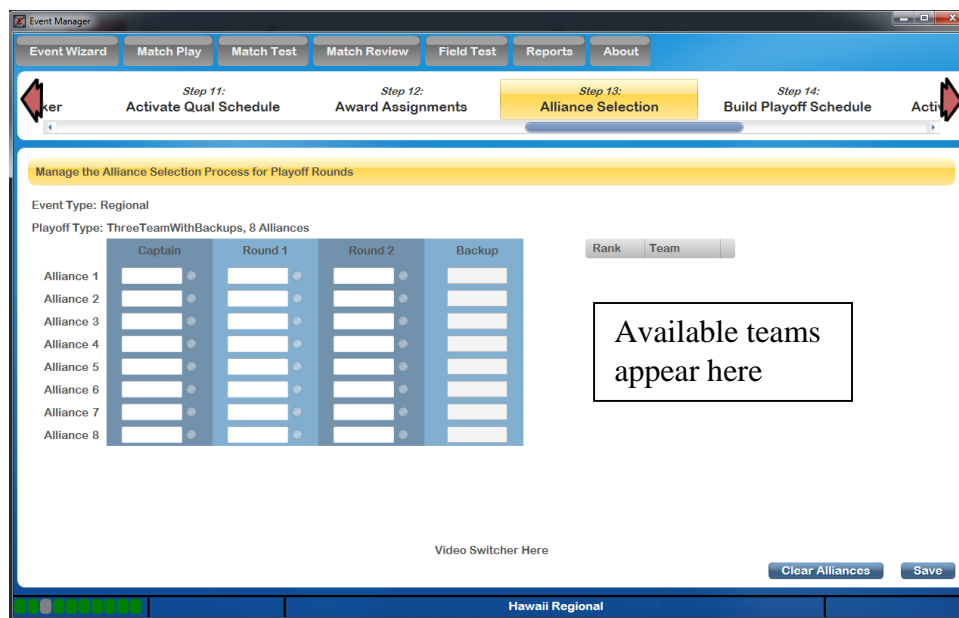 Event Manager
Event Wizard Match Play Match Test Match Review Field Test Reports About
Step 11: Step 12: Step 13: Step 14:
ker Activate Qual Schedule Award Assignments Alliance Selection Build Playoff Schedule Activ
Manage the Alliance Selection Process for Playoff Rounds
Event Type: Regional
Playoff Type: ThreeTeamWithBackups, 8 Alliances
Captain Round 1 Round 2 Backup Rank Team
Alliance 1
Alliance 2
Alliance 3
Alliance 4
Alliance 5
Alliance 6
Alliance 7
Alliance 8
Available teams
appear here
Video Switcher Here
Clear Alliances Save
Hawaii Regional